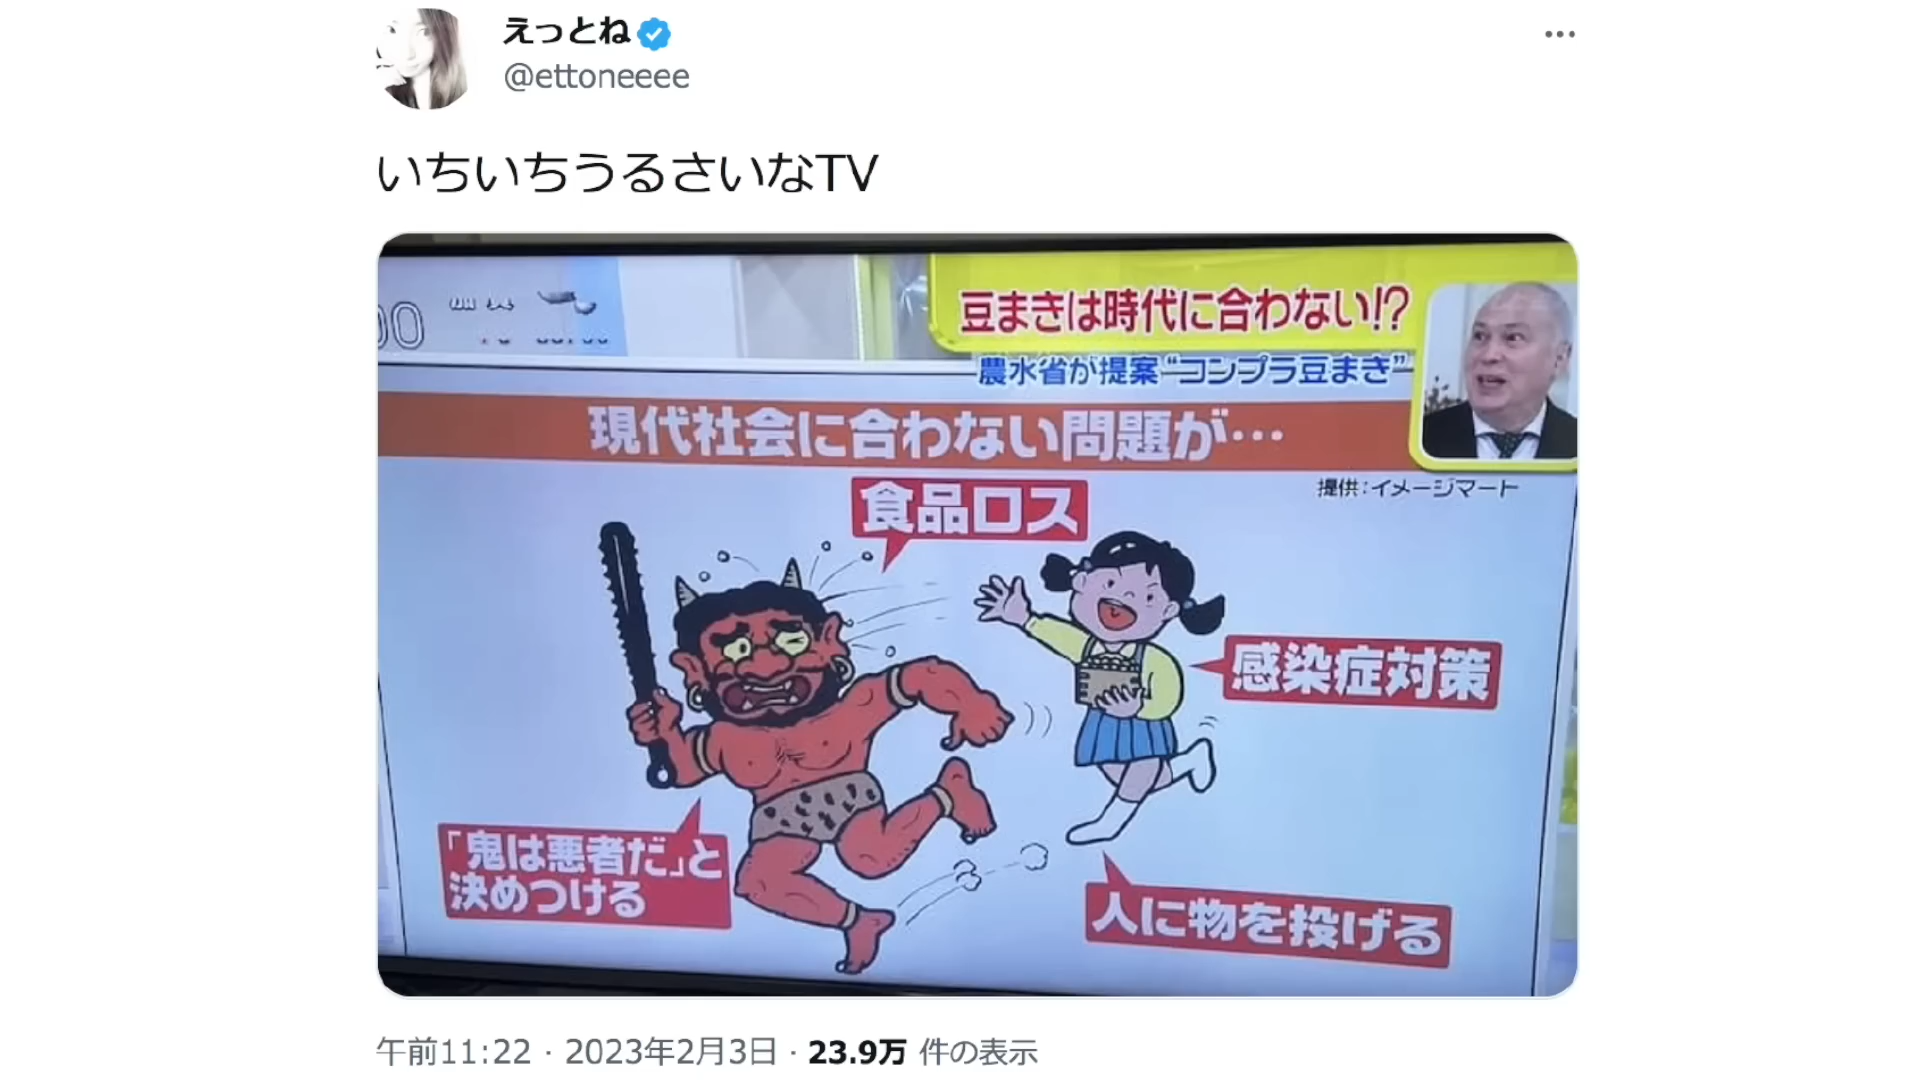 えっとね
@ettoneeee
いちいちうるさいなTV
豆まきは時代に合わない!?
農水省が提案“コンプラ豆まき”
現代社会に合わない問題が…
提供:イメージマート
食品ロス
感染症対策
「鬼は悪者だ」と
決めつける
人に物を投げる
午前11:22 · 2023年2月3日 · 23.9万 件の表示